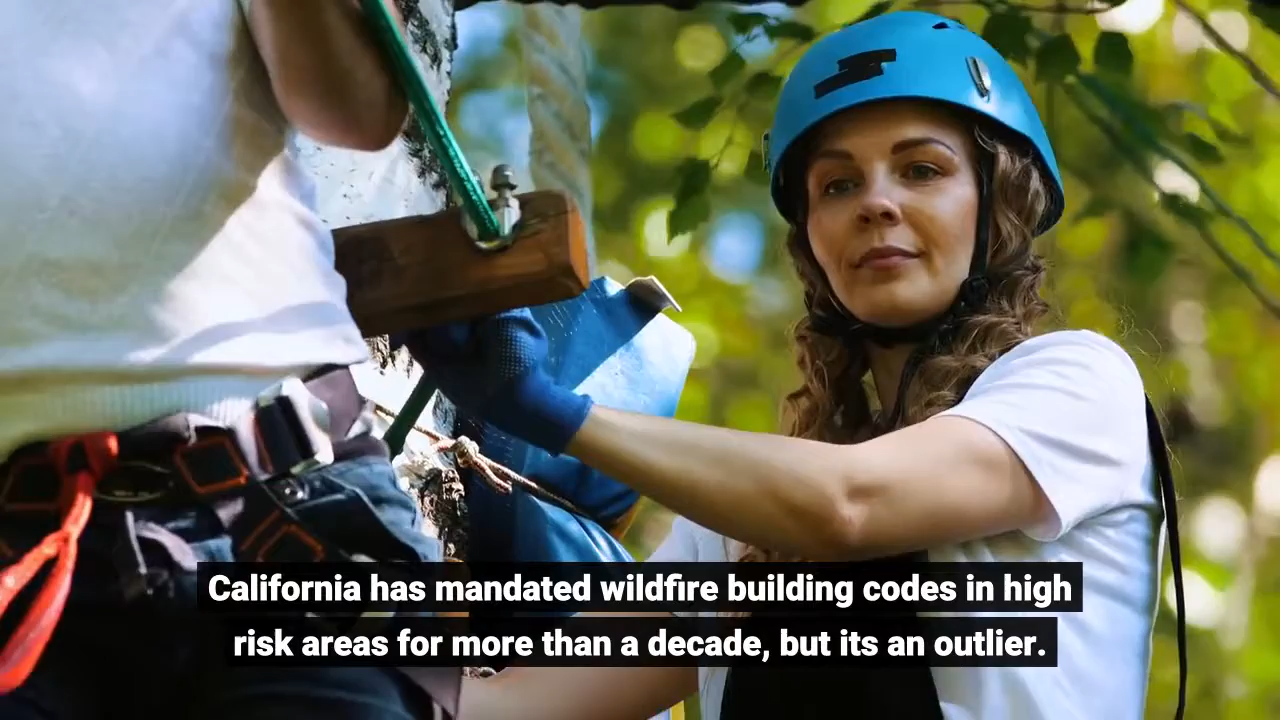 California has mandated wildfire building codes in high
risk areas for more than a decade, but its an outlier.